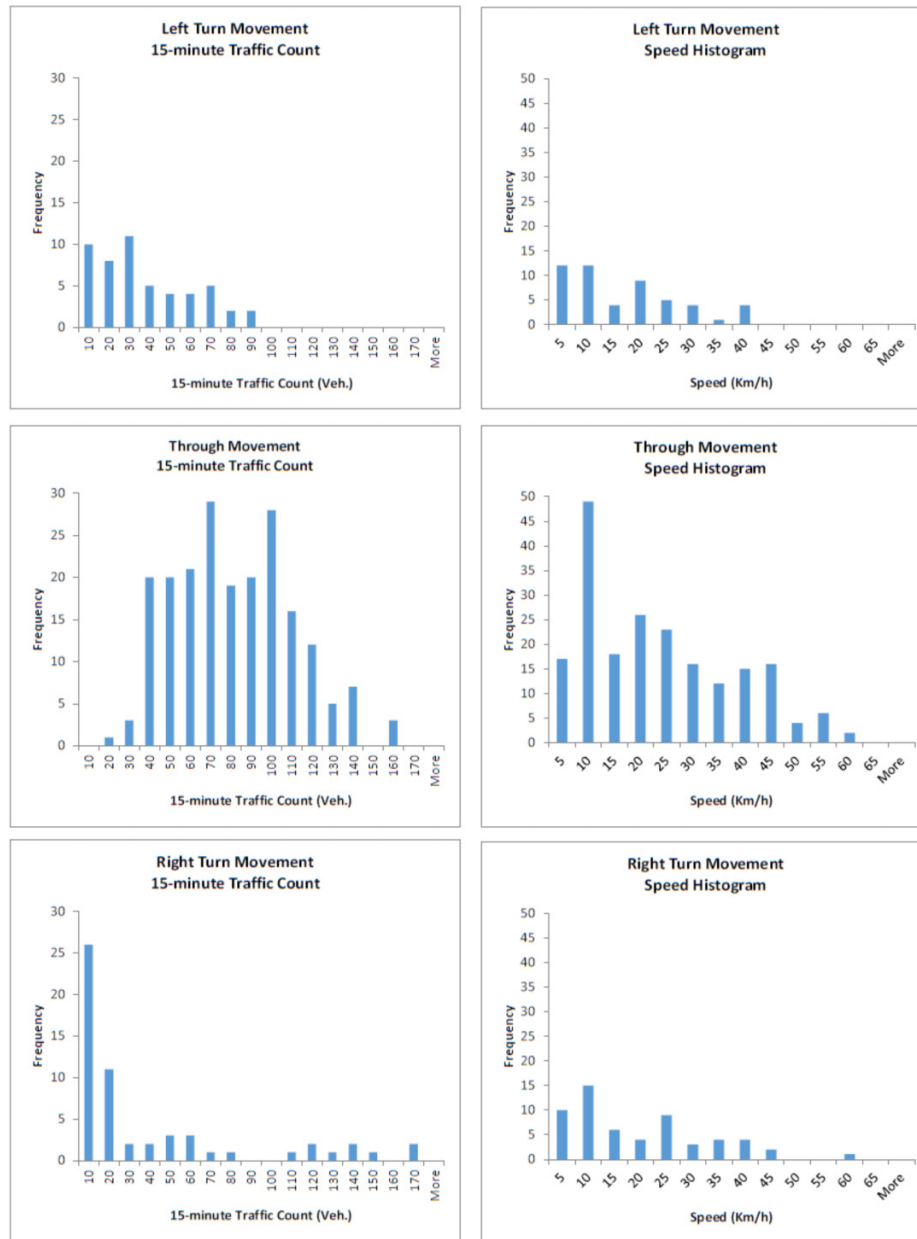 Left Turn Movement
15-minute Traffic Count
30
25
20
15
10
5
0
Frequency
10 20 30 40 50 60 70 80 90 100 110 120 130 140 150 160 170 More
15-minute Traffic Count (Veh.)
Left Turn Movement
Speed Histogram
50
45
40
35
30
25
20
15
10
5
0
Frequency
5 10 15 20 25 30 35 40 45 50 55 60 65 More
Speed (Km/h)
Through Movement
15-minute Traffic Count
30
25
20
15
10
5
0
Frequency
10 20 30 40 50 60 70 80 90 100 110 120 130 140 150 160 170 More
15-minute Traffic Count (Veh.)
Through Movement
Speed Histogram
50
45
40
35
30
25
20
15
10
5
0
Frequency
5 10 15 20 25 30 35 40 45 50 55 60 65 More
Speed (Km/h)
Right Turn Movement
15-minute Traffic Count
30
25
20
15
10
5
0
Frequency
10 20 30 40 50 60 70 80 90 100 110 120 130 140 150 160 170 More
15-minute Traffic Count (Veh.)
Right Turn Movement
Speed Histogram
50
45
40
35
30
25
20
15
10
5
0
Frequency
5 10 15 20 25 30 35 40 45 50 55 60 65 More
Speed (Km/h)